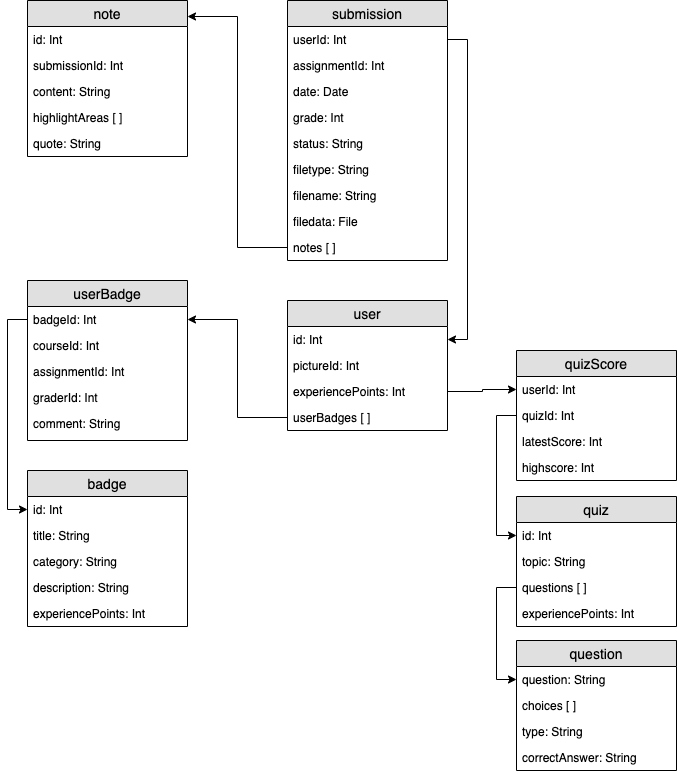 note
id: Int
submissionId: Int
content: String
highlightAreas [ ]
quote: String
submission
userId: Int
assignmentId: Int
date: Date
grade: Int
status: String
filetype: String
filename: String
filedata: File
notes [ ]
userBadge
badgeId: Int
courseId: Int
assignmentId: Int
graderId: Int
comment: String
user
id: Int
pictureId: Int
experiencePoints: Int
userBadges [ ]
quizScore
userId: Int
quizId: Int
latestScore: Int
highscore: Int
badge
id: Int
title: String
category: String
description: String
experiencePoints: Int
quiz
id: Int
topic: String
questions [ ]
experiencePoints: Int
question
question: String
choices [ ]
type: String
correctAnswer: String